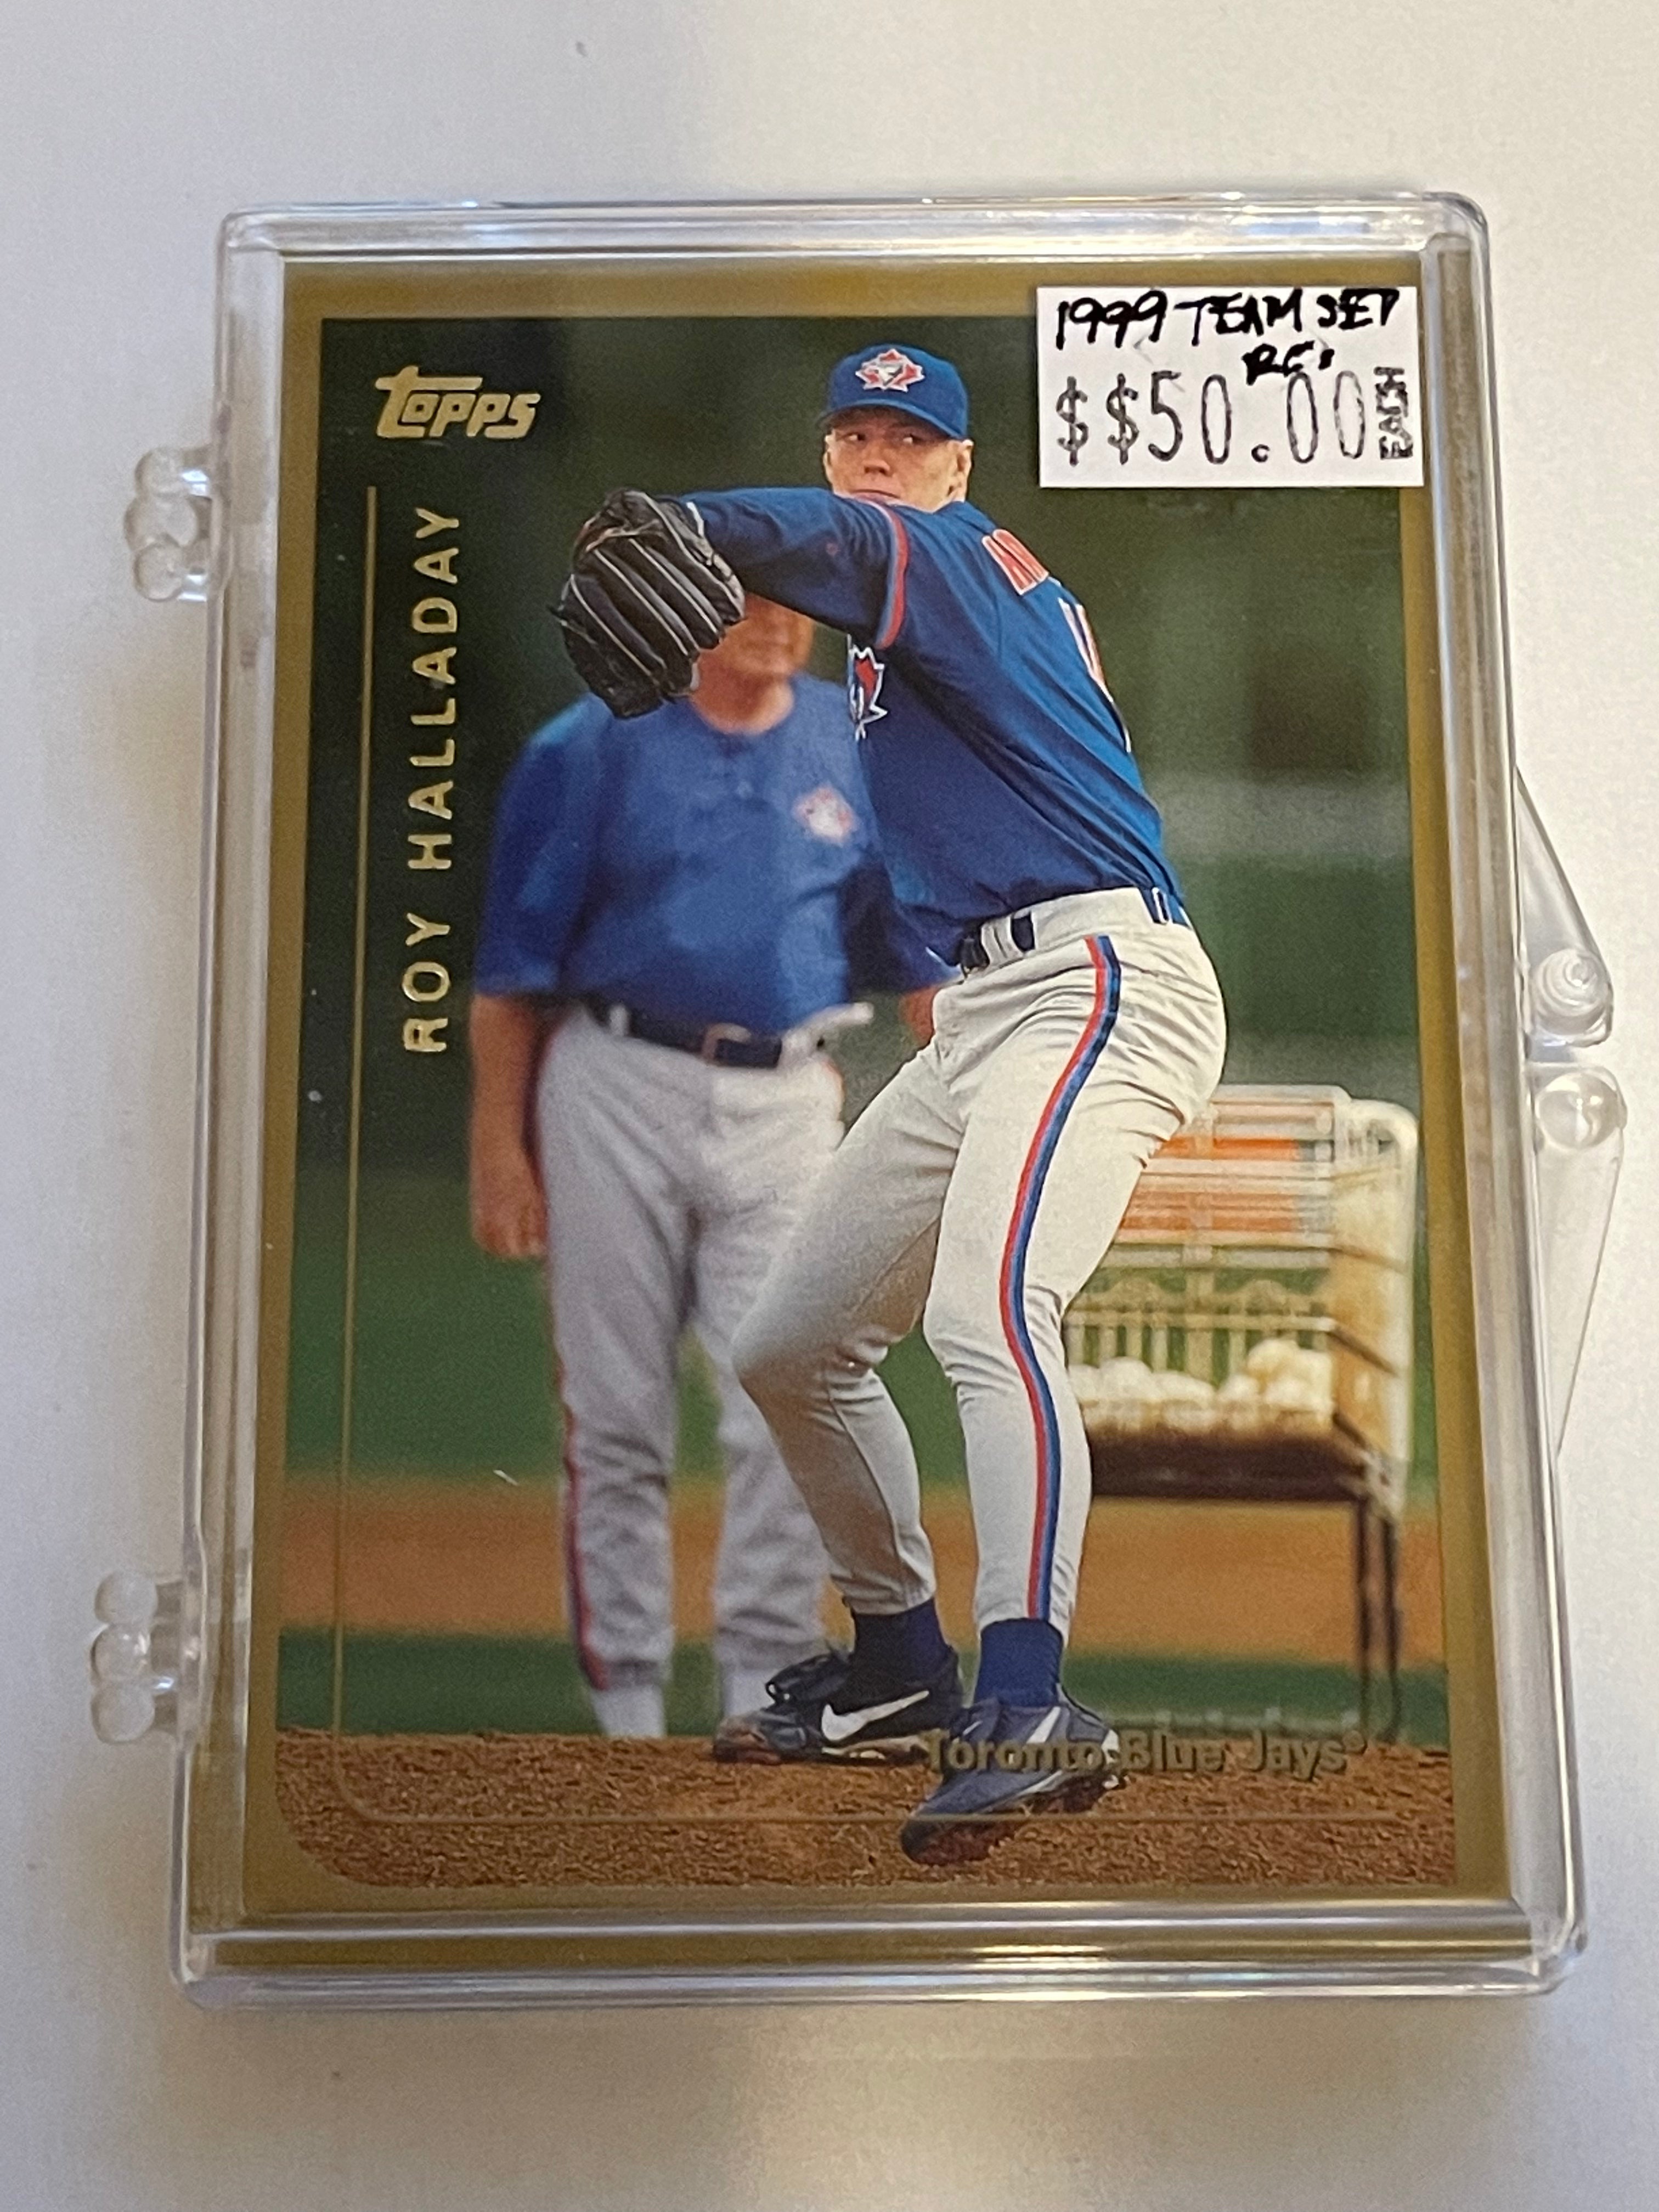 1999 TEAM SET
RC.
$$50.00 EACH
TOPPS
ROY HALLADAY
Toronto Blue Jays®